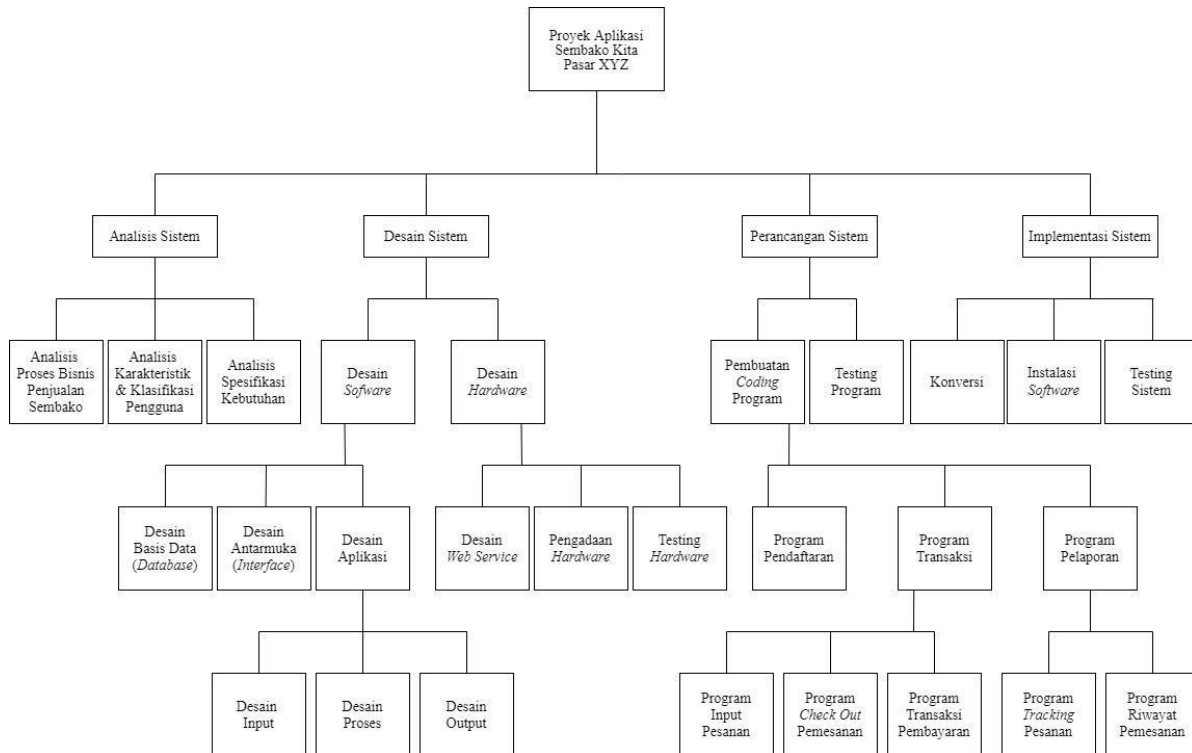 Proyek Aplikasi
Sembako Kita
Pasar XYZ
Analisis Sistem
Desain Sistem
Perancangan Sistem
Implementasi Sistem
Analisis
Proses Bisnis
Penjualan
Sembako
Analisis
Karakteristik
& Klasifikasi
Pengguna
Analisis
Spesifikasi
Kebutuhan
Desain
Sofware
Desain
Hardware
Pembuatan
Coding
Program
Testing
Program
Konversi
Instalasi
Software
Testing
Sistem
Desain
Basis Data
(Database)
Desain
Antarmuka
(Interface)
Desain
Aplikasi
Desain
Web Service
Pengadaan
Hardware
Testing
Hardware
Program
Pendaftaran
Program
Transaksi
Program
Pelaporan
Desain
Input
Desain
Proses
Desain
Output
Program
Input
Pesanan
Program
Check Out
Pemesanan
Program
Transaksi
Pembayaran
Program
Tracking
Pesanan
Program
Riwayat
Pemesanan